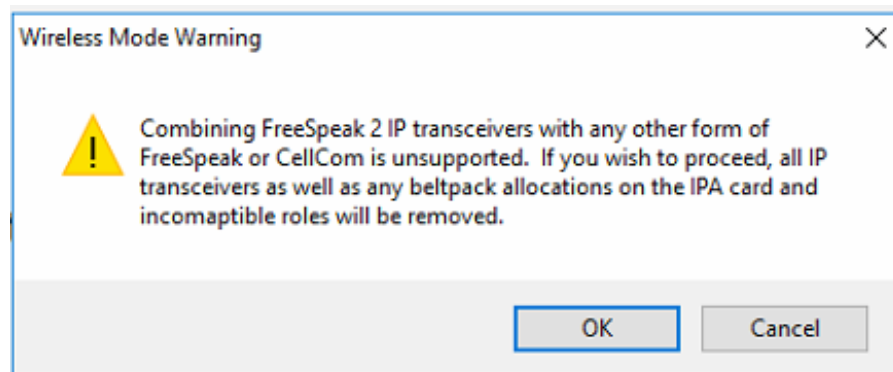 Wireless Mode Warning
Combining FreeSpeak 2 IP transceivers with any other form of
FreeSpeak or CellCom is unsupported. If you wish to proceed, all IP
transceivers as well as any beltpack allocations on the IPA card and
incomaptible roles will be removed.
OK
Cancel